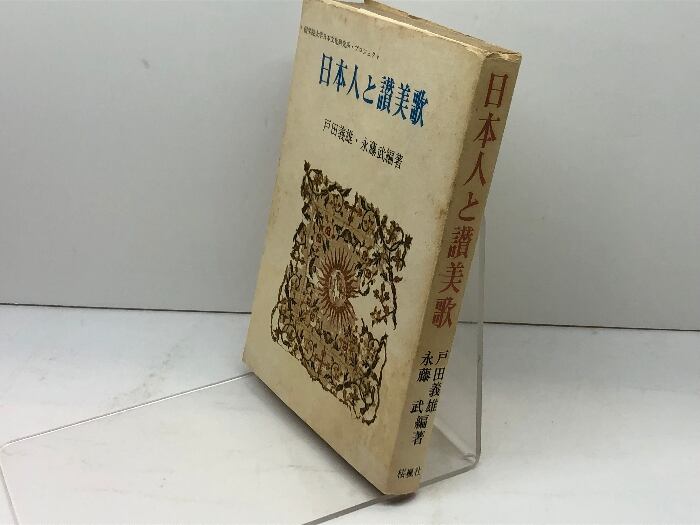 日本人と讃美歌
戸田義雄・永藤武編著
日本人と讃美歌
戸田義雄
永藤 武編著
桜楓社